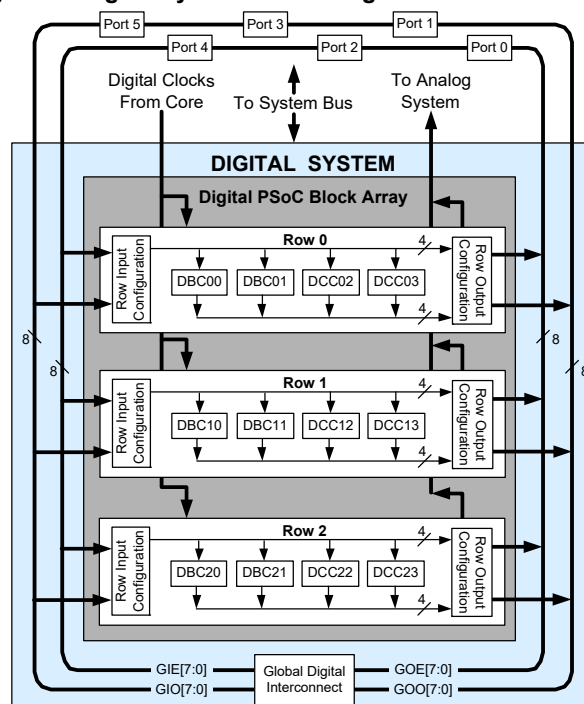 Port 5
Port 3
Port 1
Port 4
Port 2
Port 0
Digital Clocks
From Core
To System Bus
To Analog
System
DIGITAL SYSTEM
Digital PSoC Block Array
Row 0
Row Input
Configuration
DBC00
DBC01
DCC02
DCC03
4
4
Row Output
Configuration
8
8
8
8
Row 1
Row Input
Configuration
DBC10
DBC11
DCC12
DCC13
4
4
Row Output
Configuration
Row 2
Row Input
Configuration
DBC20
DBC21
DCC22
DCC23
4
4
Row Output
Configuration
GIE[7:0]
GIO[7:0]
Global Digital
Interconnect
GOE[7:0]
GOO[7:0]